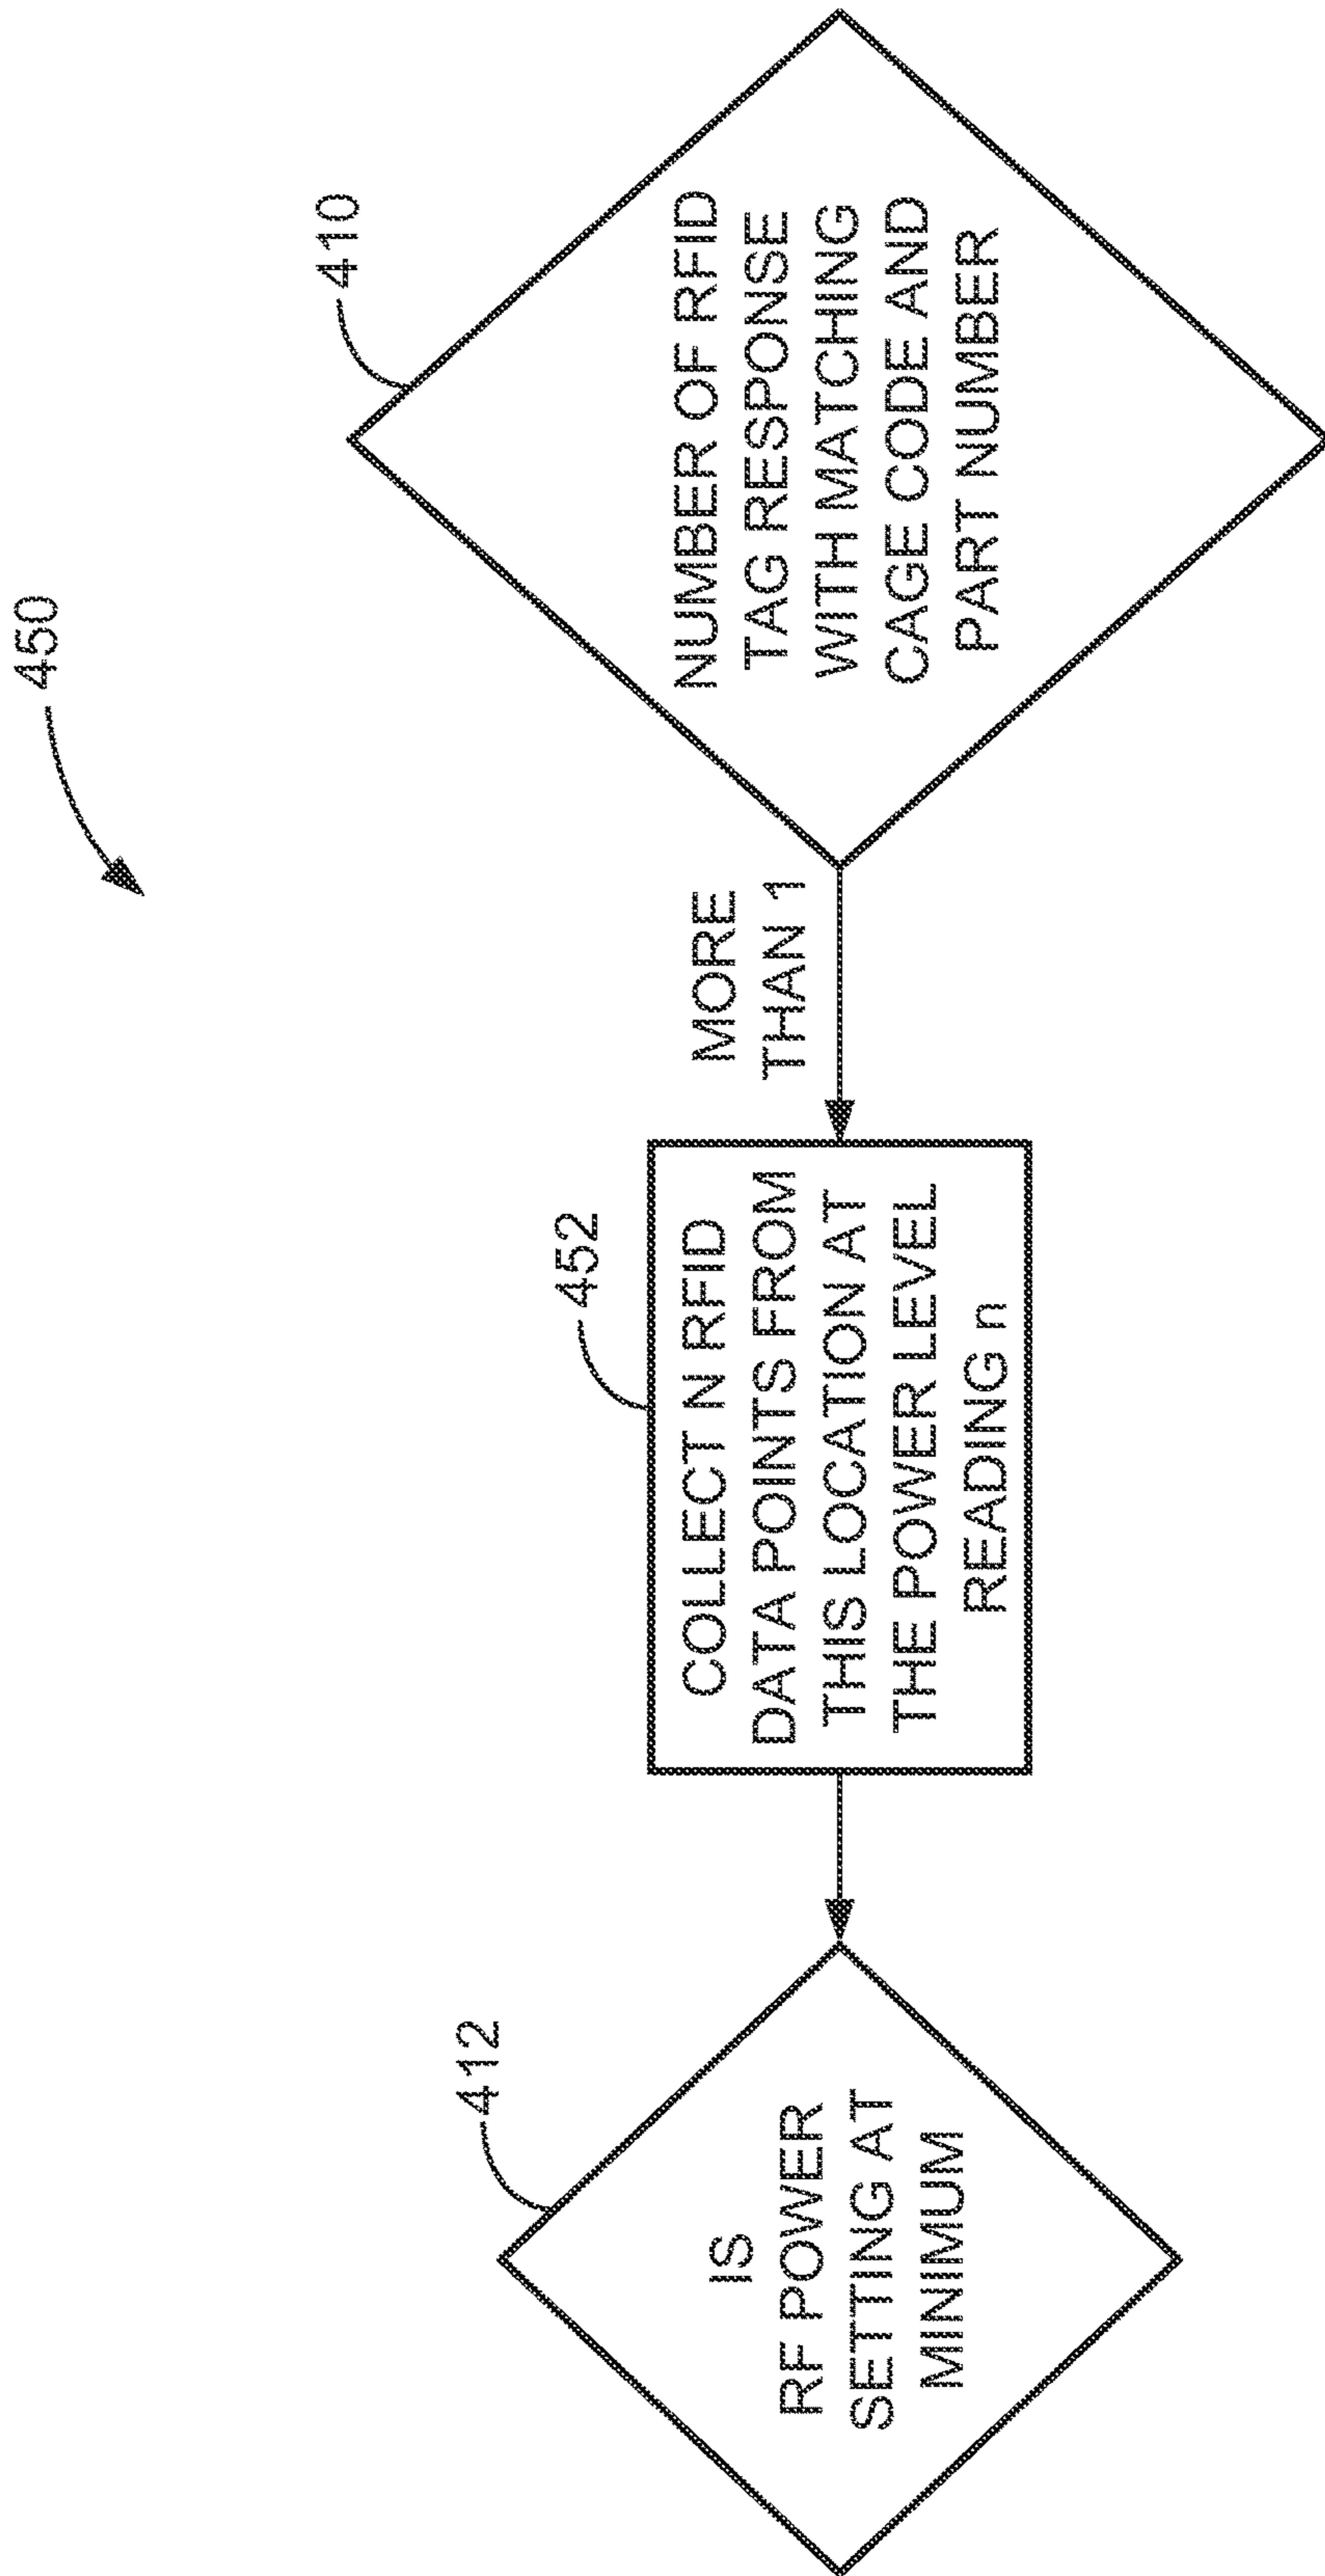 450
410
NUMBER OF RFID
TAG RESPONSE
WITH MATCHING
CAGE CODE AND
PART NUMBER
MORE
THAN 1
452
COLLECT N RFID
DATA POINTS FROM
THIS LOCATION AT
THE POWER LEVEL
READING n
412
IS
RF POWER
SETTING AT
MINIMUM